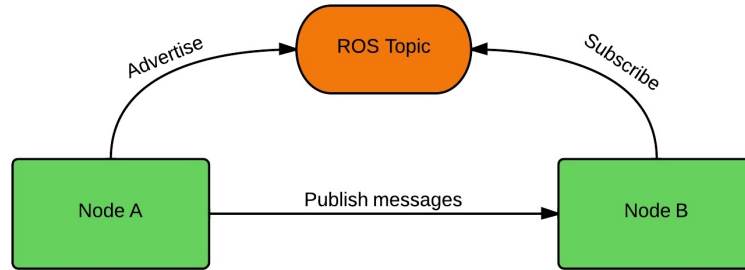 ROS Topic
Advertise
Subscribe
Node A
Publish messages
Node B